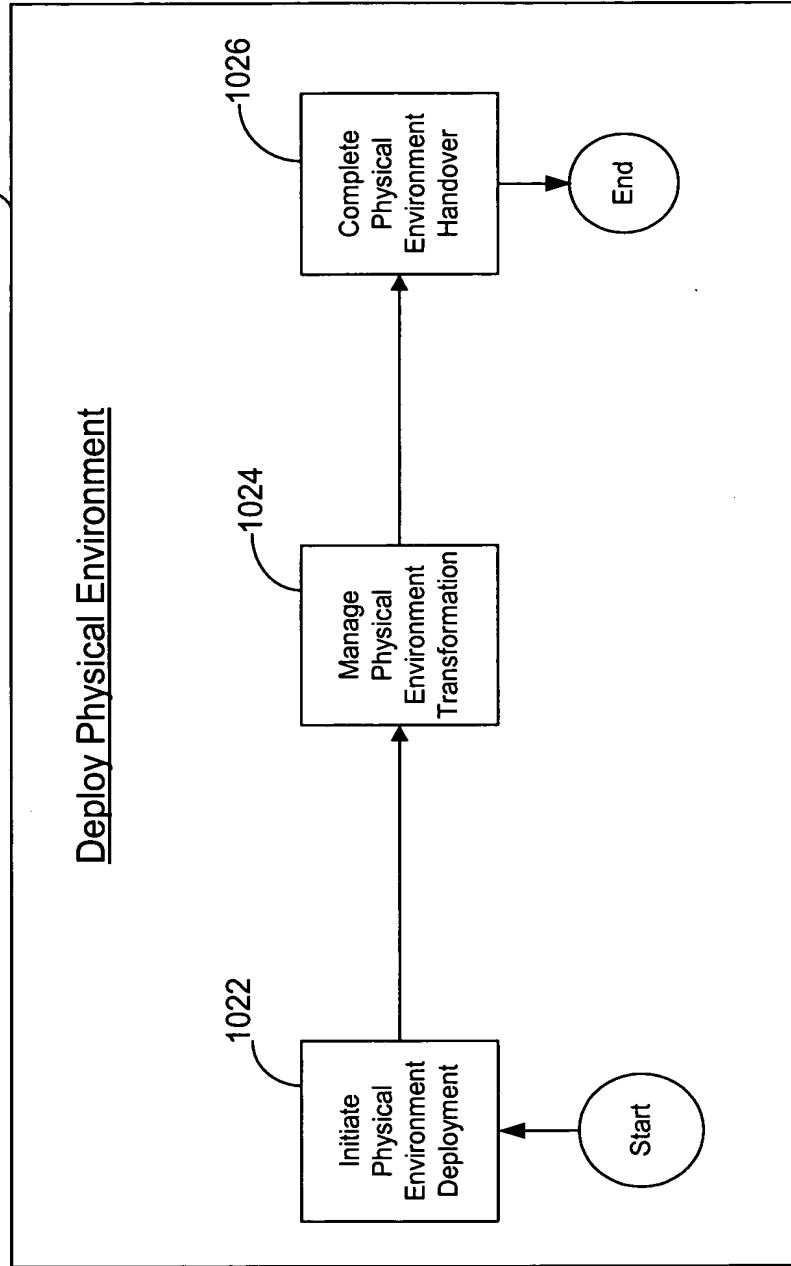 Deploy Physical Environment
1022
Initiate
Physical
Environment
Deployment
Start
1024
Manage
Physical
Environment
Transformation
1026
Complete
Physical
Environment
Handover
End